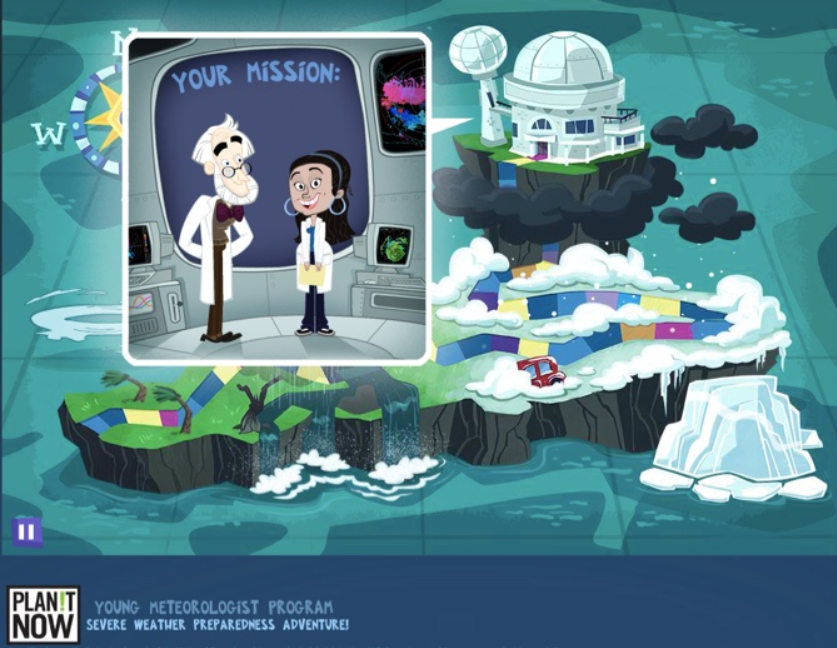 N
YOUR MISSION:
W
PLAN!T
NOW
YOUNG METEOROLOGIST PROGRAM
SEVERE WEATHER PREPAREDNESS ADVENTURE!